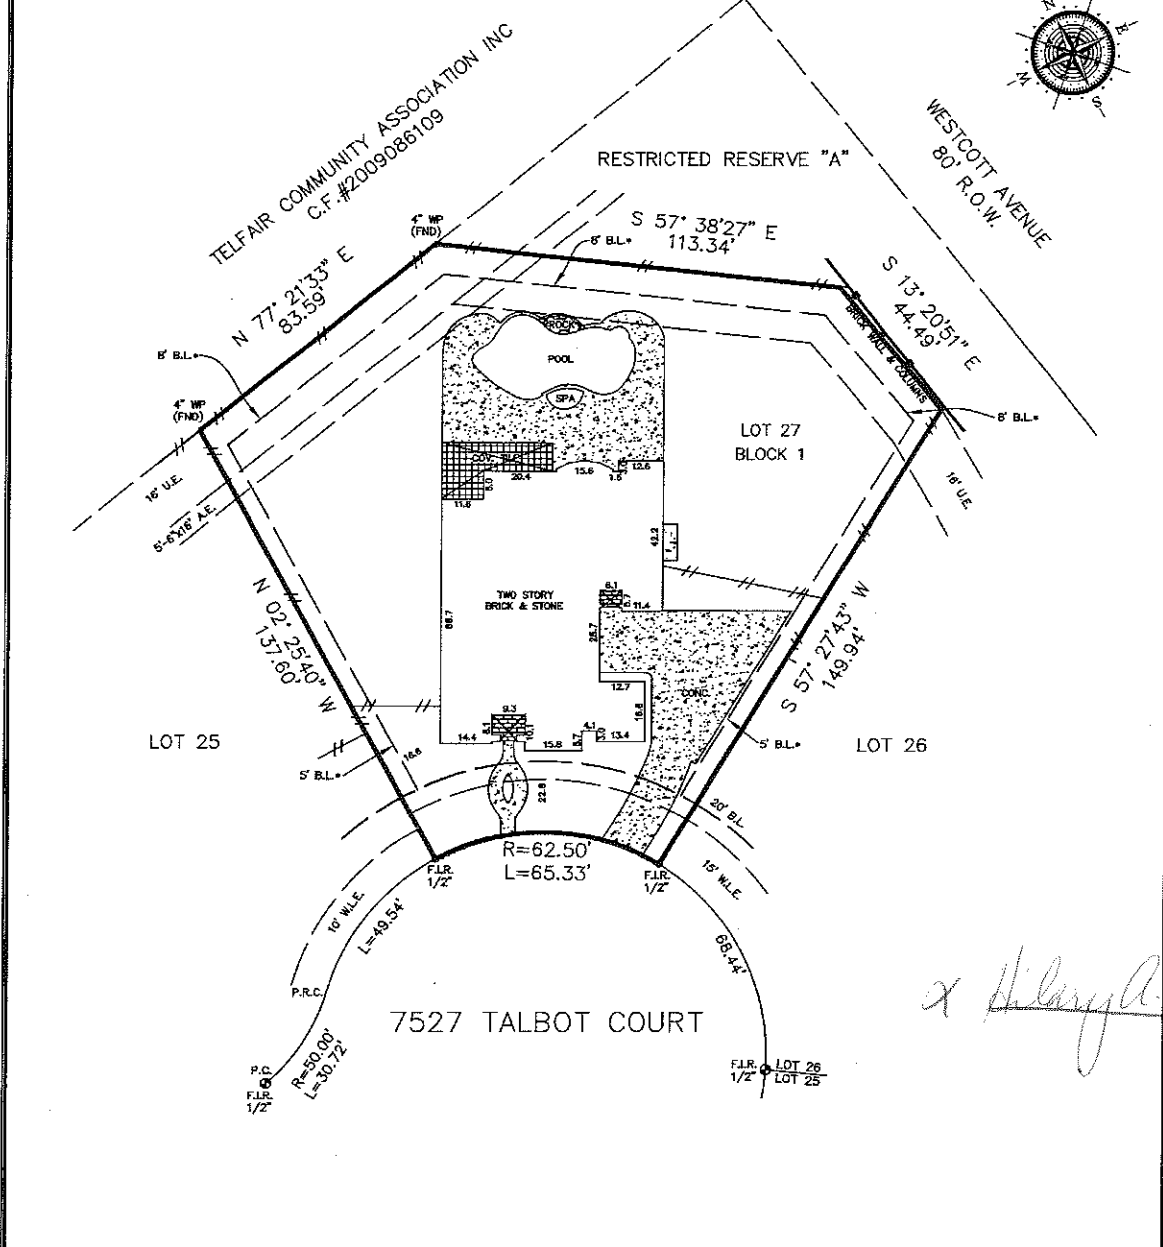 N
E
W
S
TELFAIR COMMUNITY ASSOCIATION INC
C.F.#2009086109
RESTRICTED RESERVE "A"
WESTCOTT AVENUE
80' R.O.W.
4" WP
(FND)
S 57° 38'27" E
113.34'
8' B.L.*
N 77° 21'33" E
83.59'
S 13° 20'51" E
44.49'
BRICK WALL & COLUMNS
8' B.L.*
4" WP
(FND)
ROCK
POOL
SPA
8' B.L.*
LOT 27
BLOCK 1
16' U.E.
5'-6"x16' A.E.
16' U.E.
20.4
15.6
1.5
12.6
11.6
42.2
TWO STORY
BRICK & STONE
6.1
11.4
25.7
N 02° 25'40" W
137.60'
S 57° 27'43" W
149.94'
12.7
16.6
CONC.
9.3
14.4
15.8
4.1
13.4
LOT 25
LOT 26
5' B.L.*
5' B.L.*
22.8
20' B.L.
R=62.50'
L=65.33'
F.I.R.
1/2"
F.I.R.
1/2"
15' W.L.E.
10' W.L.E.
L=49.54'
68.44'
P.R.C.
7527 TALBOT COURT
x Hilary A.
R=50.00'
L=30.72'
P.C.
F.I.R.
1/2"
F.I.R.
1/2"
LOT 26
LOT 25